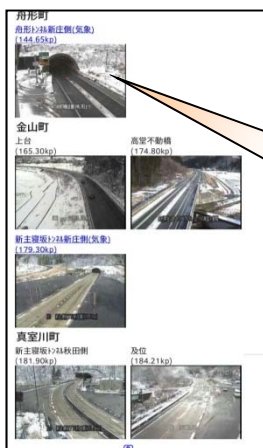 舟形町
舟形ﾄﾝﾈﾙ新庄側(気象)
(144.65kp)
金山町
上台
(165.30kp)
高堂不動橋
(174.80kp)
新主寝坂ﾄﾝﾈﾙ新庄側(気象)
(179.30kp)
真室川町
新主寝坂ﾄﾝﾈﾙ秋田側
(181.90kp)
及位
(184.21kp)